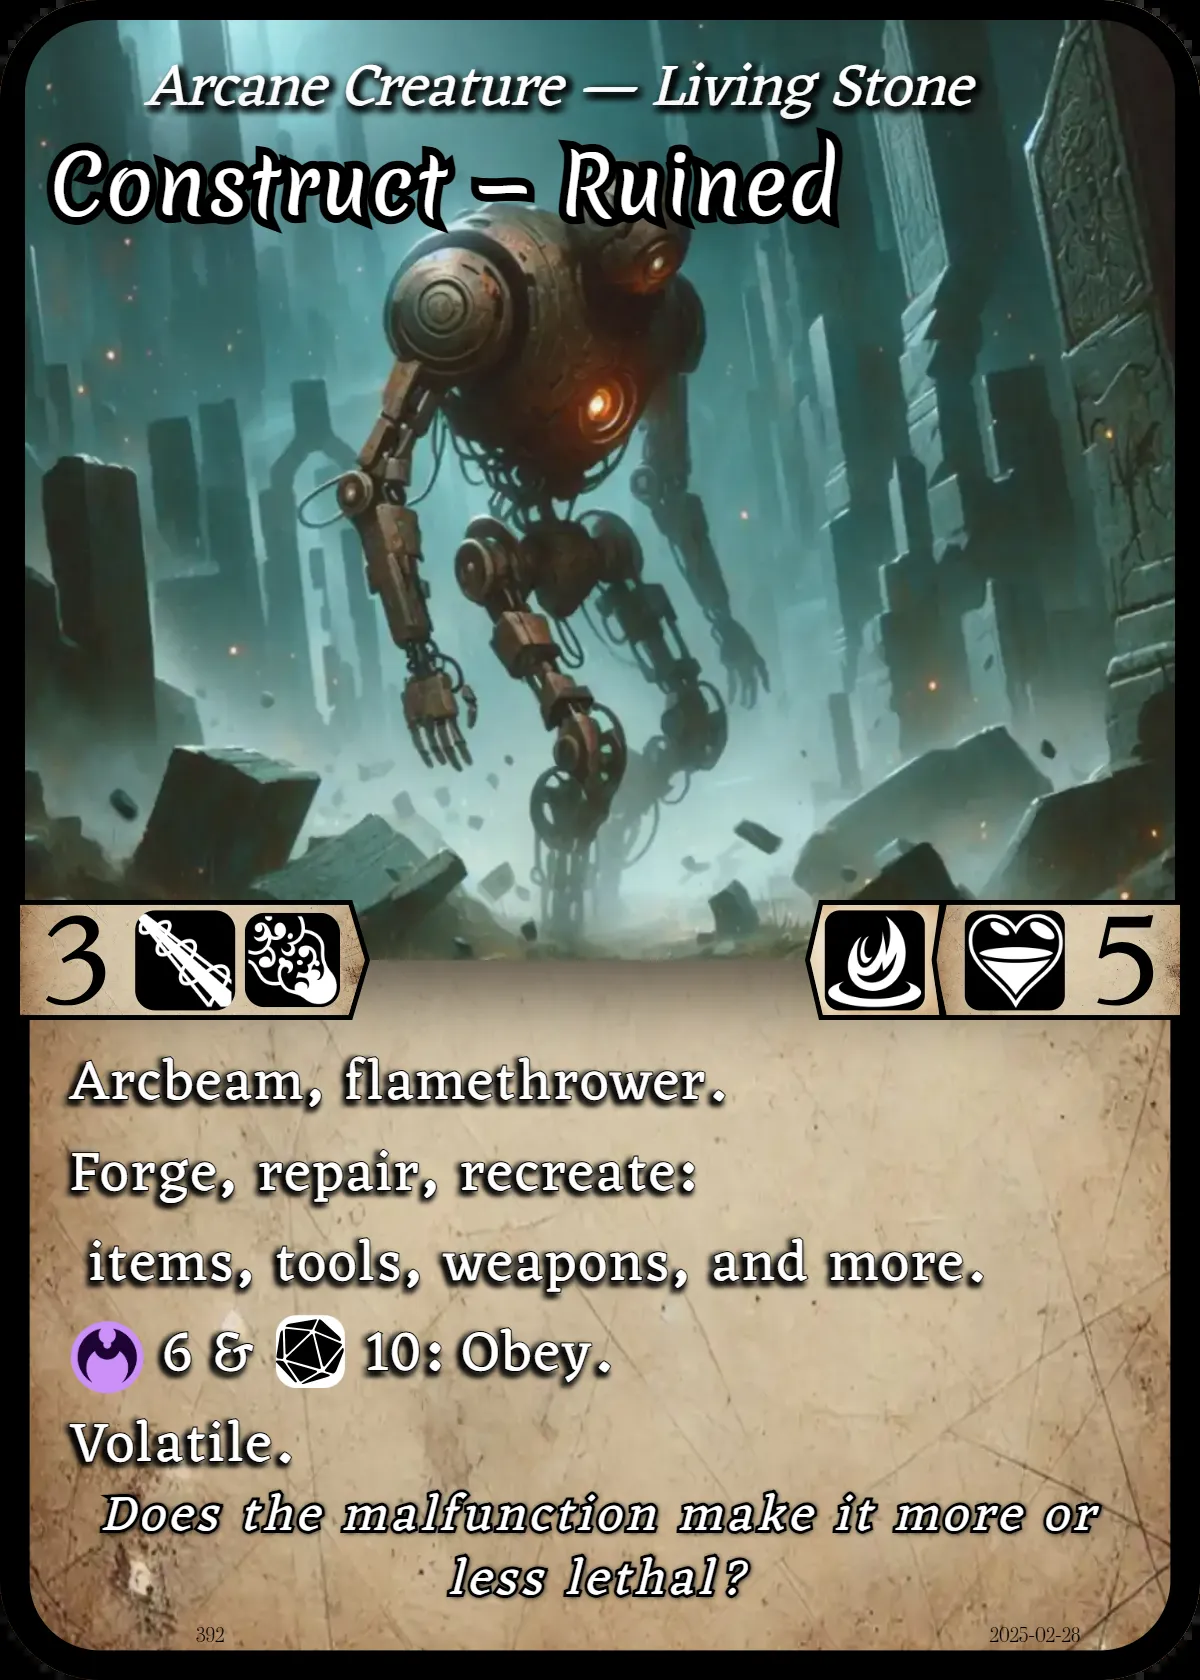 Arcane Creature — Living Stone
Construct – Ruined
3
5
Arcbeam, flamethrower.
Forge, repair, recreate:
items, tools, weapons, and more.
6 & 10: Obey.
Volatile.
Does the malfunction make it more or
less lethal?
392
2025-02-28